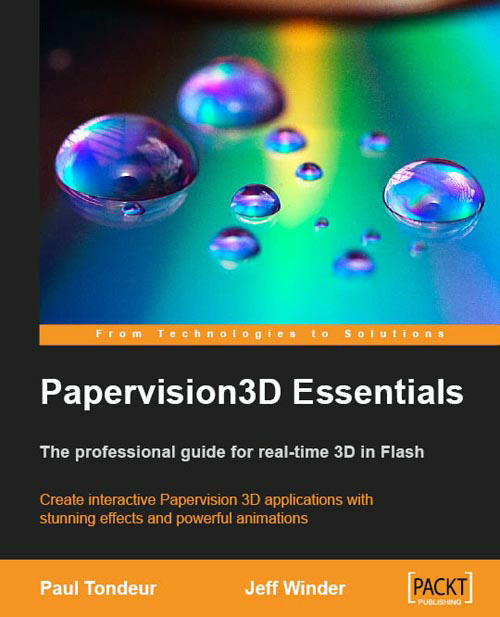 From Technologies to Solutions
Papervision3D Essentials
The professional guide for real-time 3D in Flash
Create interactive Papervision 3D applications with
stunning effects and powerful animations
Paul Tondeur
Jeff Winder
PACKT
PUBLISHING